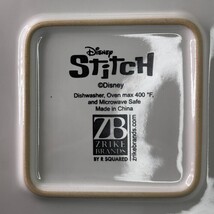 Disney
Stitch
©Disney
Dishwasher, Oven max 400 °F,
and Microwave Safe
Made in China
ZB
ZRIKE
BRANDS
BY R SQUARED
zrikebrands.com